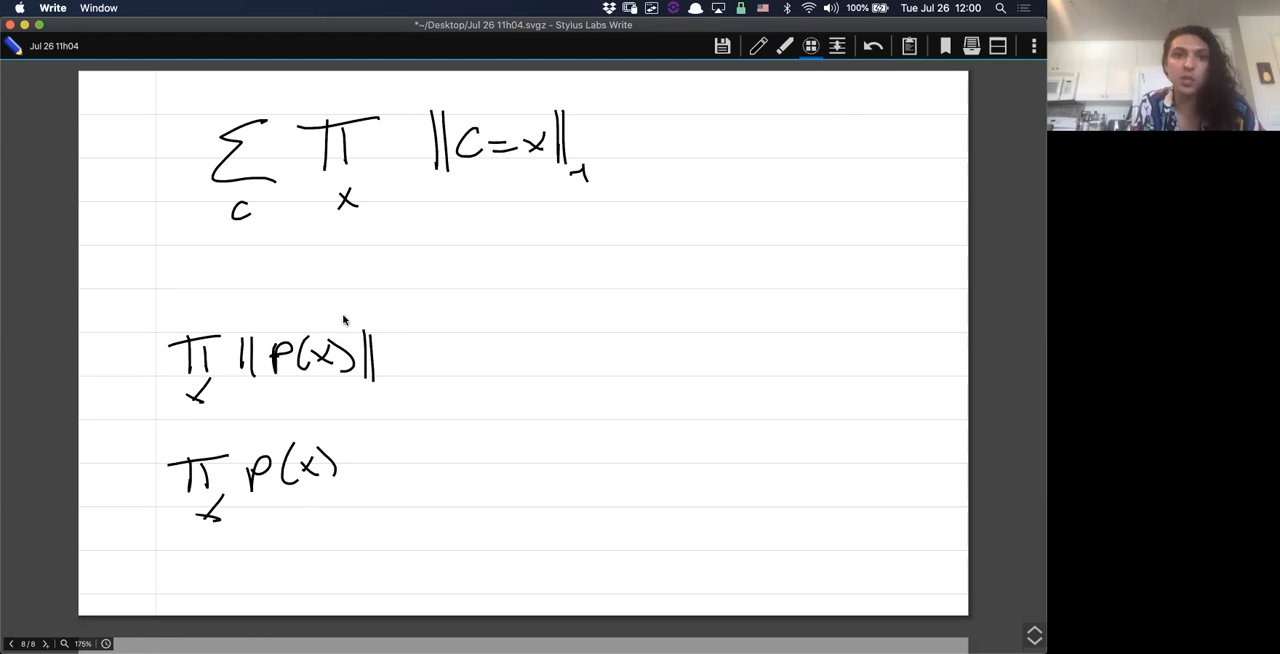 Write Window 100% Tue Jul 26 12:00
*~/Desktop/Jul 26 11h04.svgz - Stylus Labs Write
Jul 26 11h04
∑ Π ‖c=x‖₋₁
c x
Π ‖P(x)‖
x
Π P(x)
x
8/8 175%